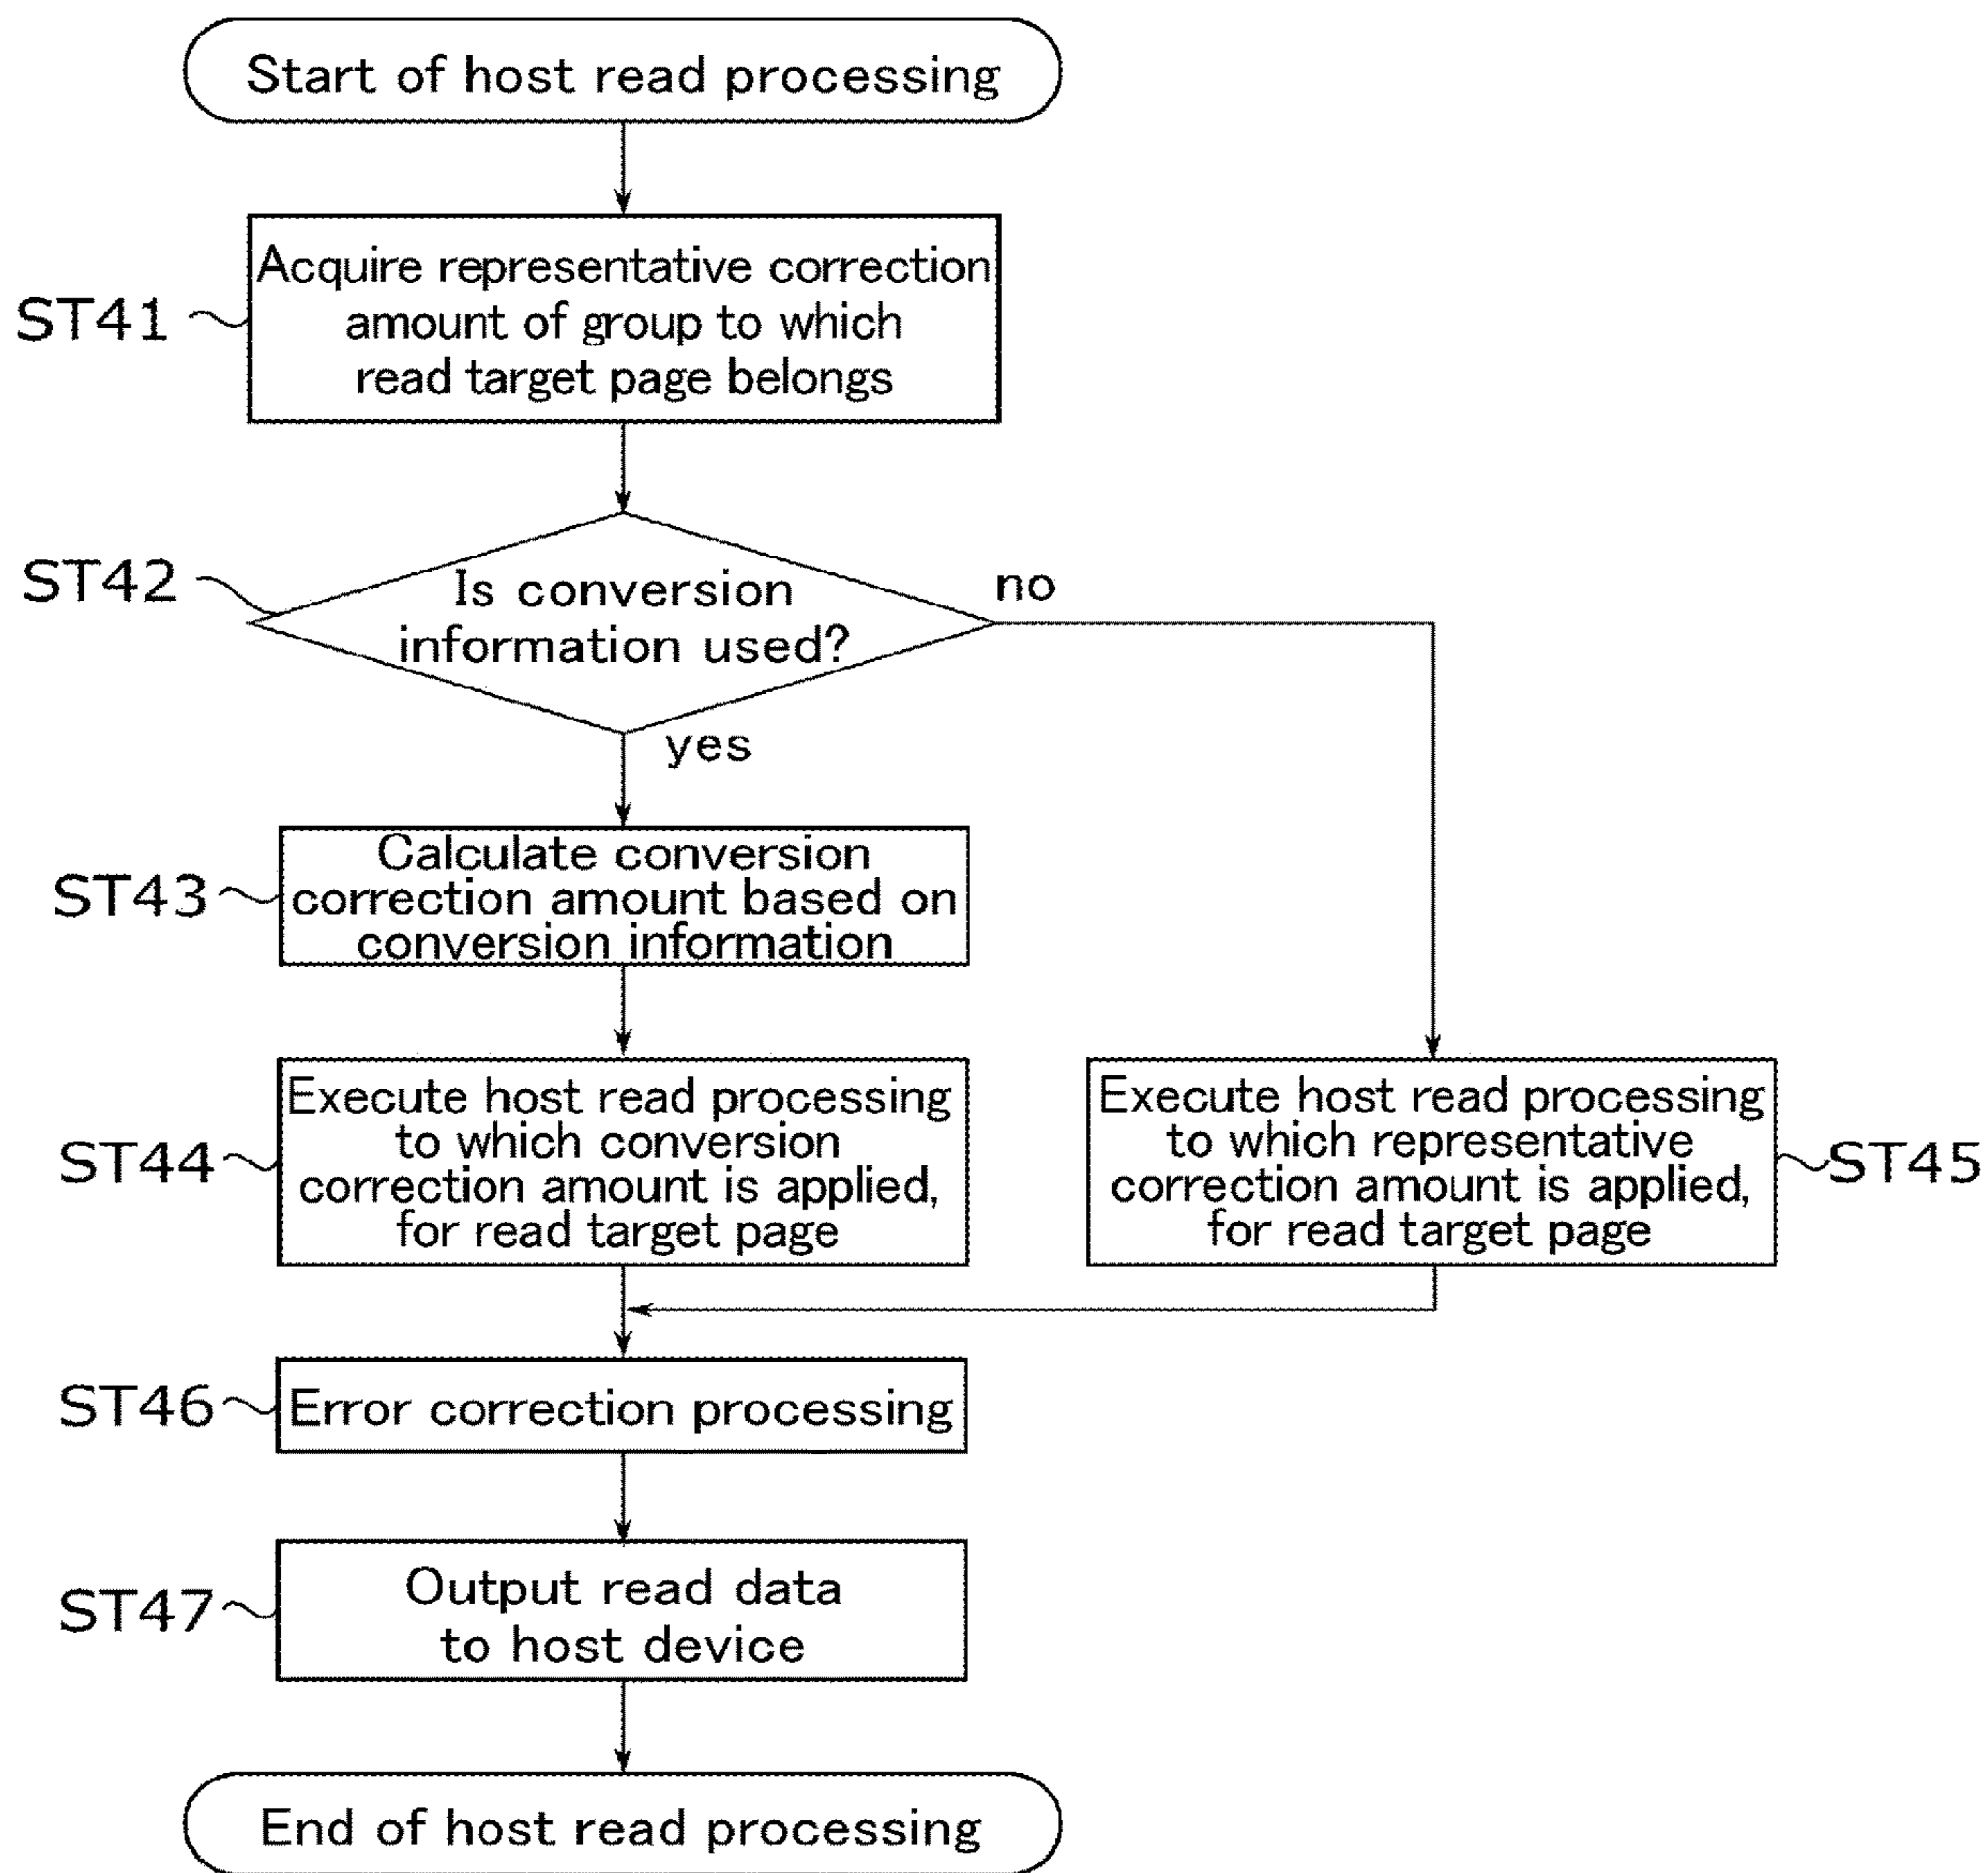 Start of host read processing
ST41
Acquire representative correction
amount of group to which
read target page belongs
ST42
Is conversion
information used?
no
yes
ST43
Calculate conversion
correction amount based on
conversion information
ST44
Execute host read processing
to which conversion
correction amount is applied,
for read target page
Execute host read processing
to which representative
correction amount is applied,
for read target page
ST45
ST46
Error correction processing
ST47
Output read data
to host device
End of host read processing